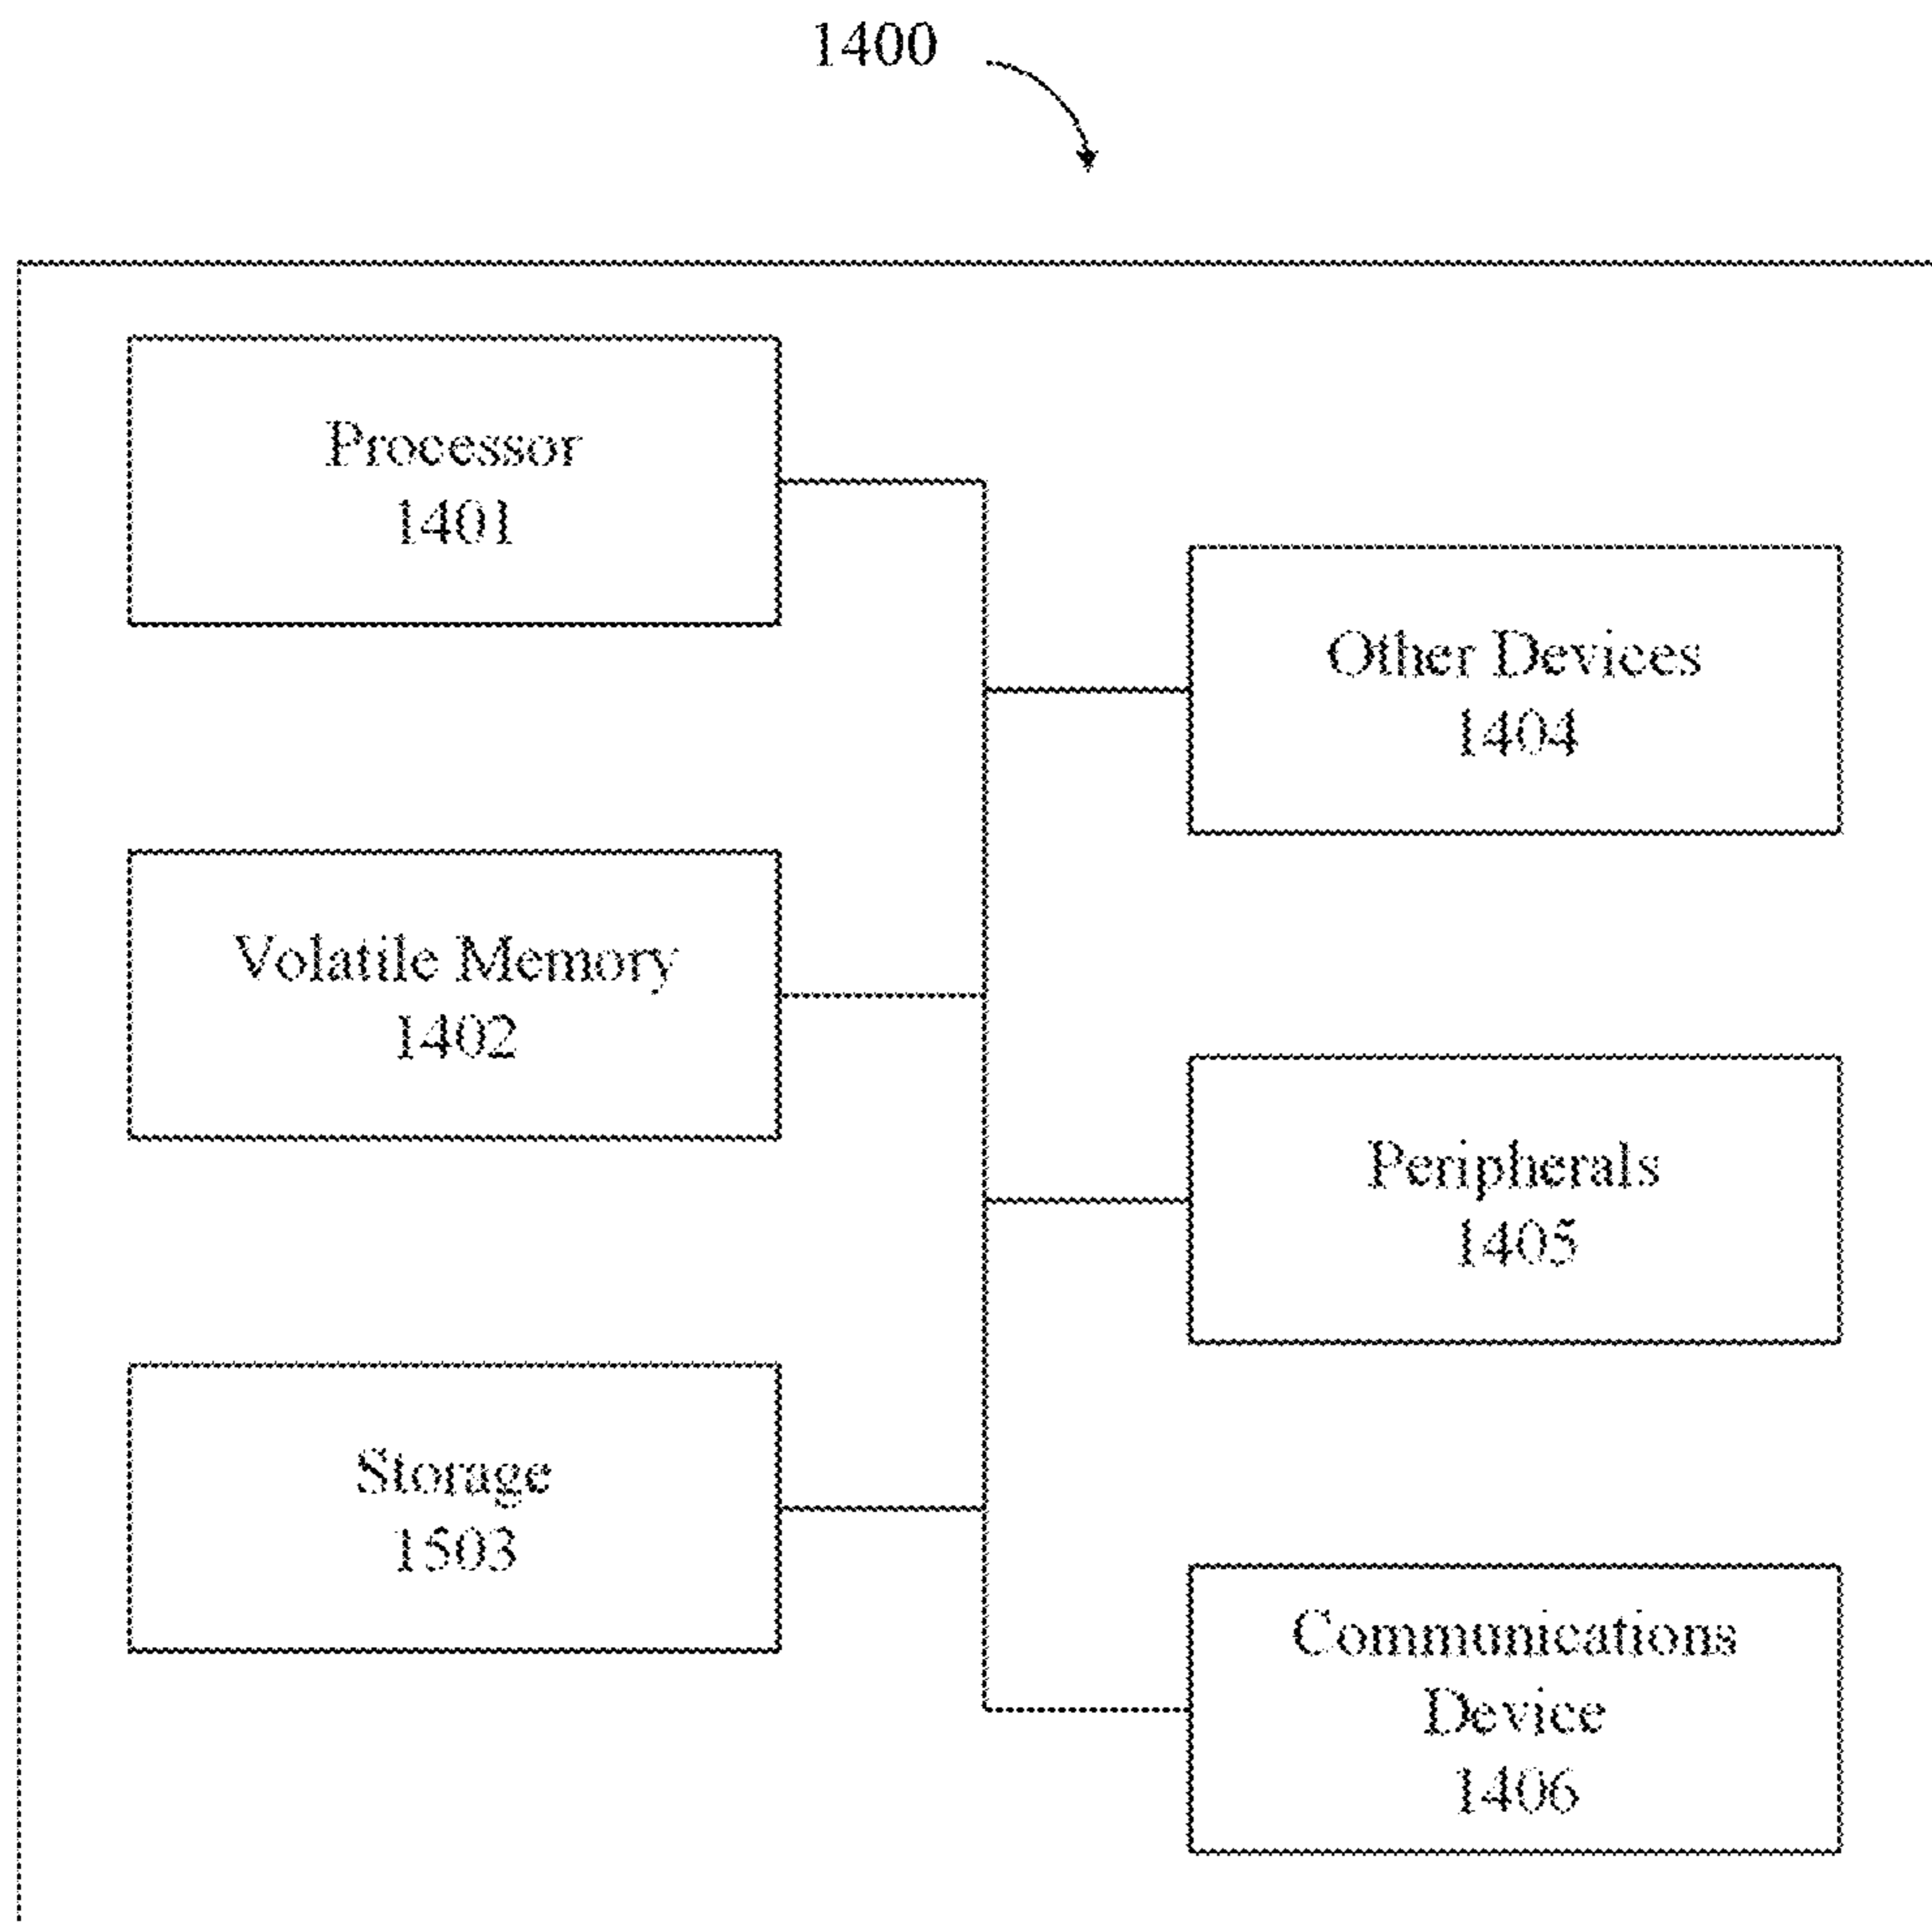 1400
Processor
1401
Other Devices
1404
Volatile Memory
1402
Peripherals
1405
Storage
1503
Communications
Device
1406